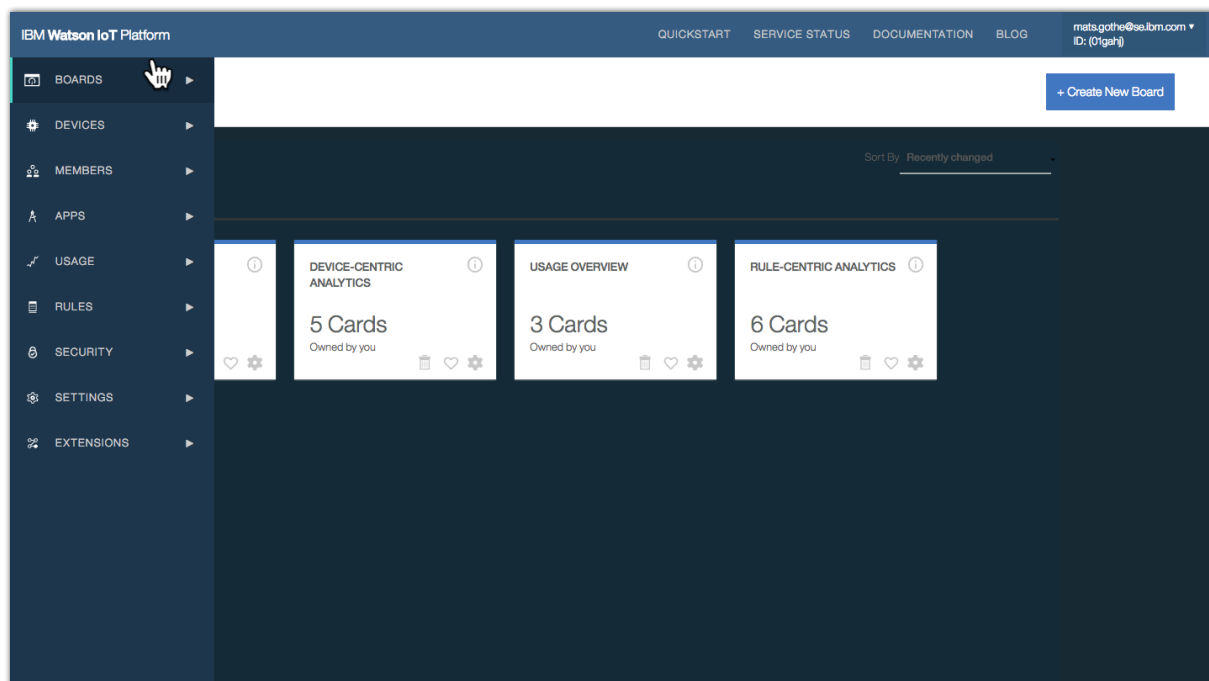 IBM Watson IoT Platform
QUICKSTART
SERVICE STATUS
DOCUMENTATION
BLOG
mats.gothe@se.ibm.com ▾
ID: (01gahj)
BOARDS
DEVICES
MEMBERS
APPS
USAGE
RULES
SECURITY
SETTINGS
EXTENSIONS
+ Create New Board
Sort By Recently changed
DEVICE-CENTRIC
ANALYTICS
5 Cards
Owned by you
USAGE OVERVIEW
3 Cards
Owned by you
RULE-CENTRIC ANALYTICS
6 Cards
Owned by you